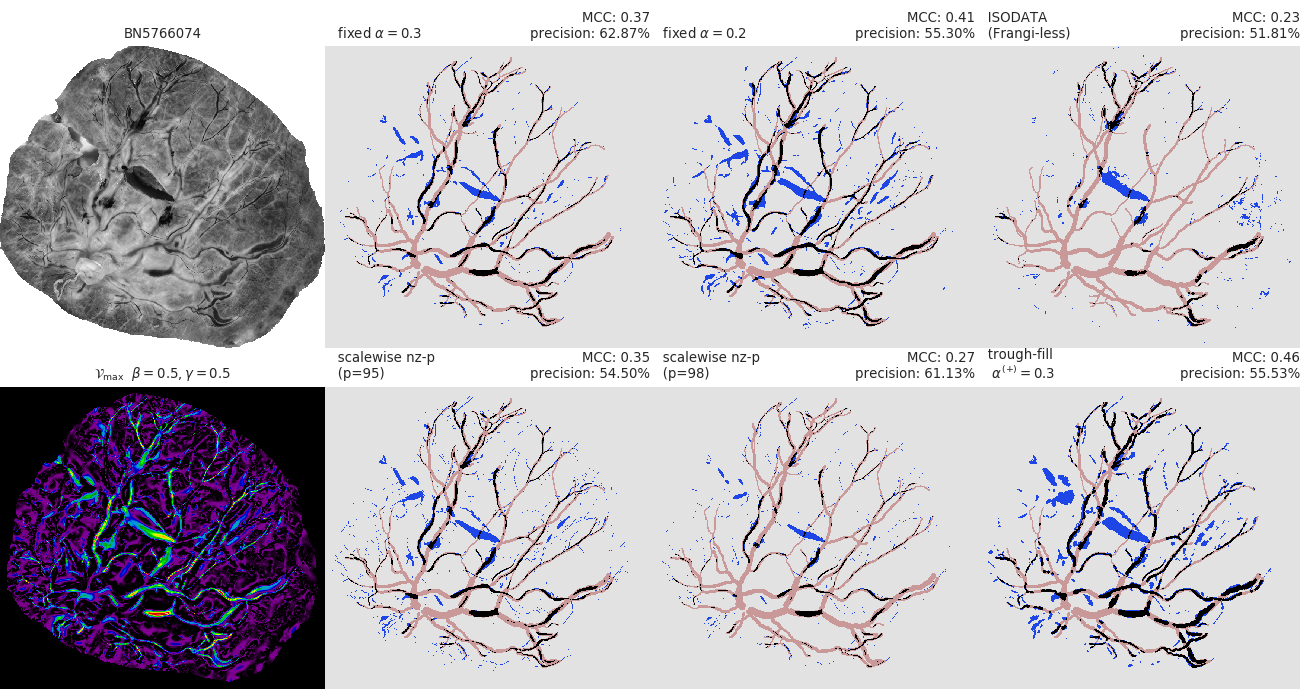 BN5766074
fixed α = 0.3
MCC: 0.37
precision: 62.87%
fixed α = 0.2
MCC: 0.41
precision: 55.30%
ISODATA
(Frangi-less)
MCC: 0.23
precision: 51.81%
𝒱max β = 0.5, γ = 0.5
scalewise nz-p
(p=95)
MCC: 0.35
precision: 54.50%
scalewise nz-p
(p=98)
MCC: 0.27
precision: 61.13%
trough-fill
α(+) = 0.3
MCC: 0.46
precision: 55.53%